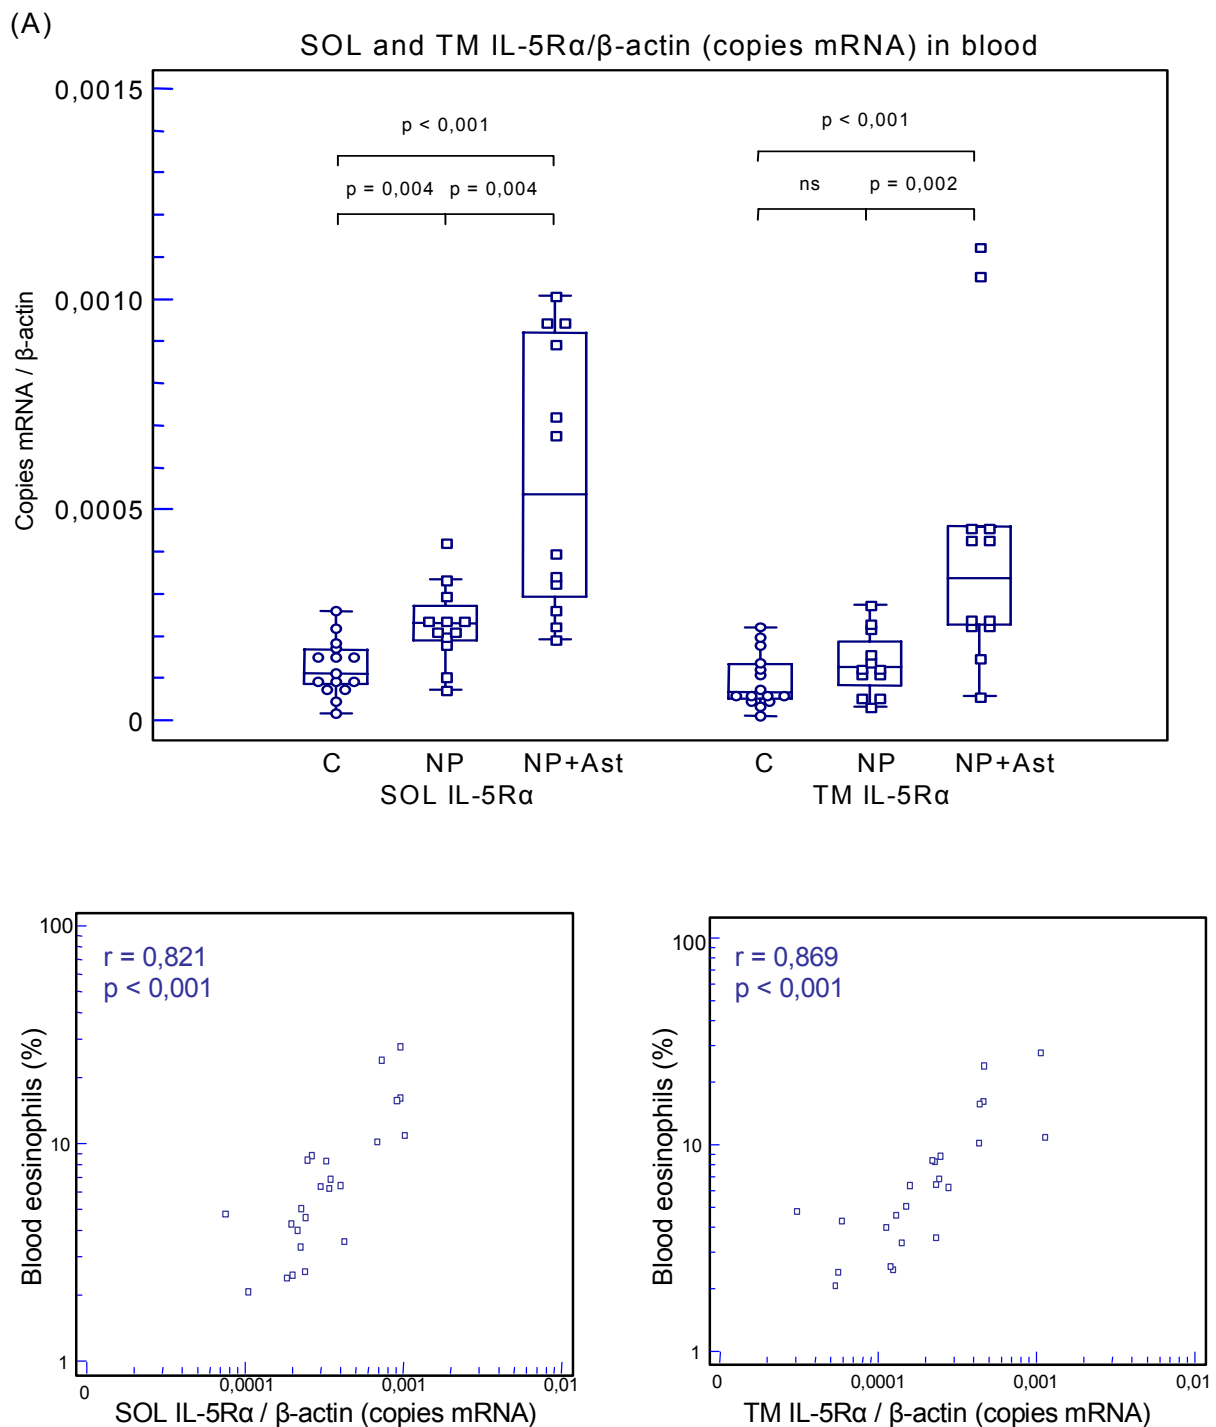 (A)
SOL and TM IL-5Rα/β-actin (copies mRNA) in blood
Copies mRNA / β-actin
0,0015
0,0010
0,0005
0
p < 0,001
p = 0,004 p = 0,004
p < 0,001
ns p = 0,002
C NP NP+Ast C NP NP+Ast
SOL IL-5Rα TM IL-5Rα
Blood eosinophils (%)
100
10
1
r = 0,821
p < 0,001
0 0,0001 0,001 0,01
SOL IL-5Rα / β-actin (copies mRNA)
Blood eosinophils (%)
100
10
1
r = 0,869
p < 0,001
0 0,0001 0,001 0,01
TM IL-5Rα / β-actin (copies mRNA)